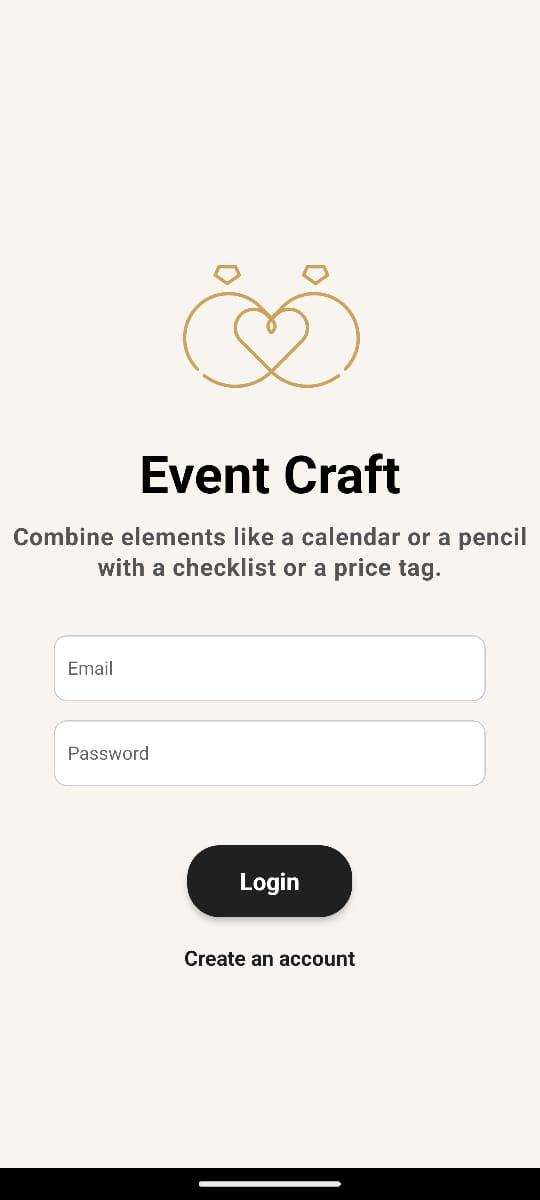 Event Craft
Combine elements like a calendar or a pencil
with a checklist or a price tag.
Email
Password
Login
Create an account